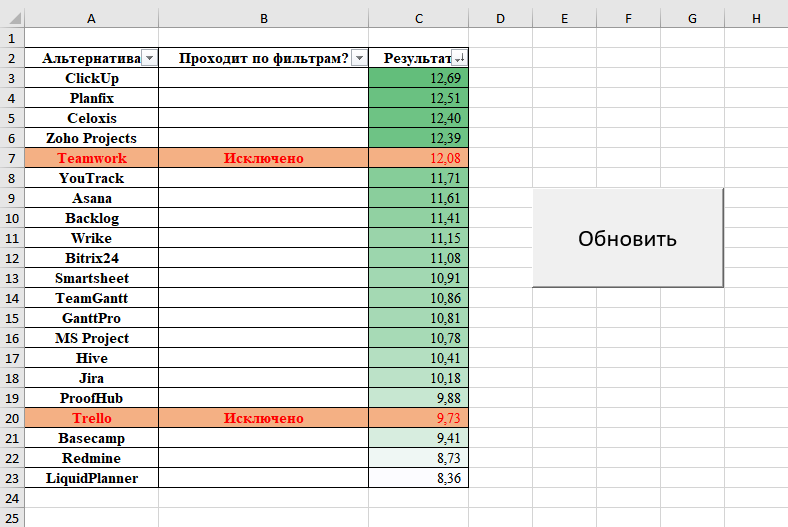 A B C D E F G H
1
2 Альтернатива Проходит по фильтрам? Результат
3 ClickUp 12,69
4 Planfix 12,51
5 Celoxis 12,40
6 Zoho Projects 12,39
7 Teamwork Исключено 12,08
8 YouTrack 11,71
9 Asana 11,61
10 Backlog 11,41
11 Wrike 11,15
Обновить
12 Bitrix24 11,08
13 Smartsheet 10,91
14 TeamGantt 10,86
15 GanttPro 10,81
16 MS Project 10,78
17 Hive 10,41
18 Jira 10,18
19 ProofHub 9,88
20 Trello Исключено 9,73
21 Basecamp 9,41
22 Redmine 8,73
23 LiquidPlanner 8,36
24
25